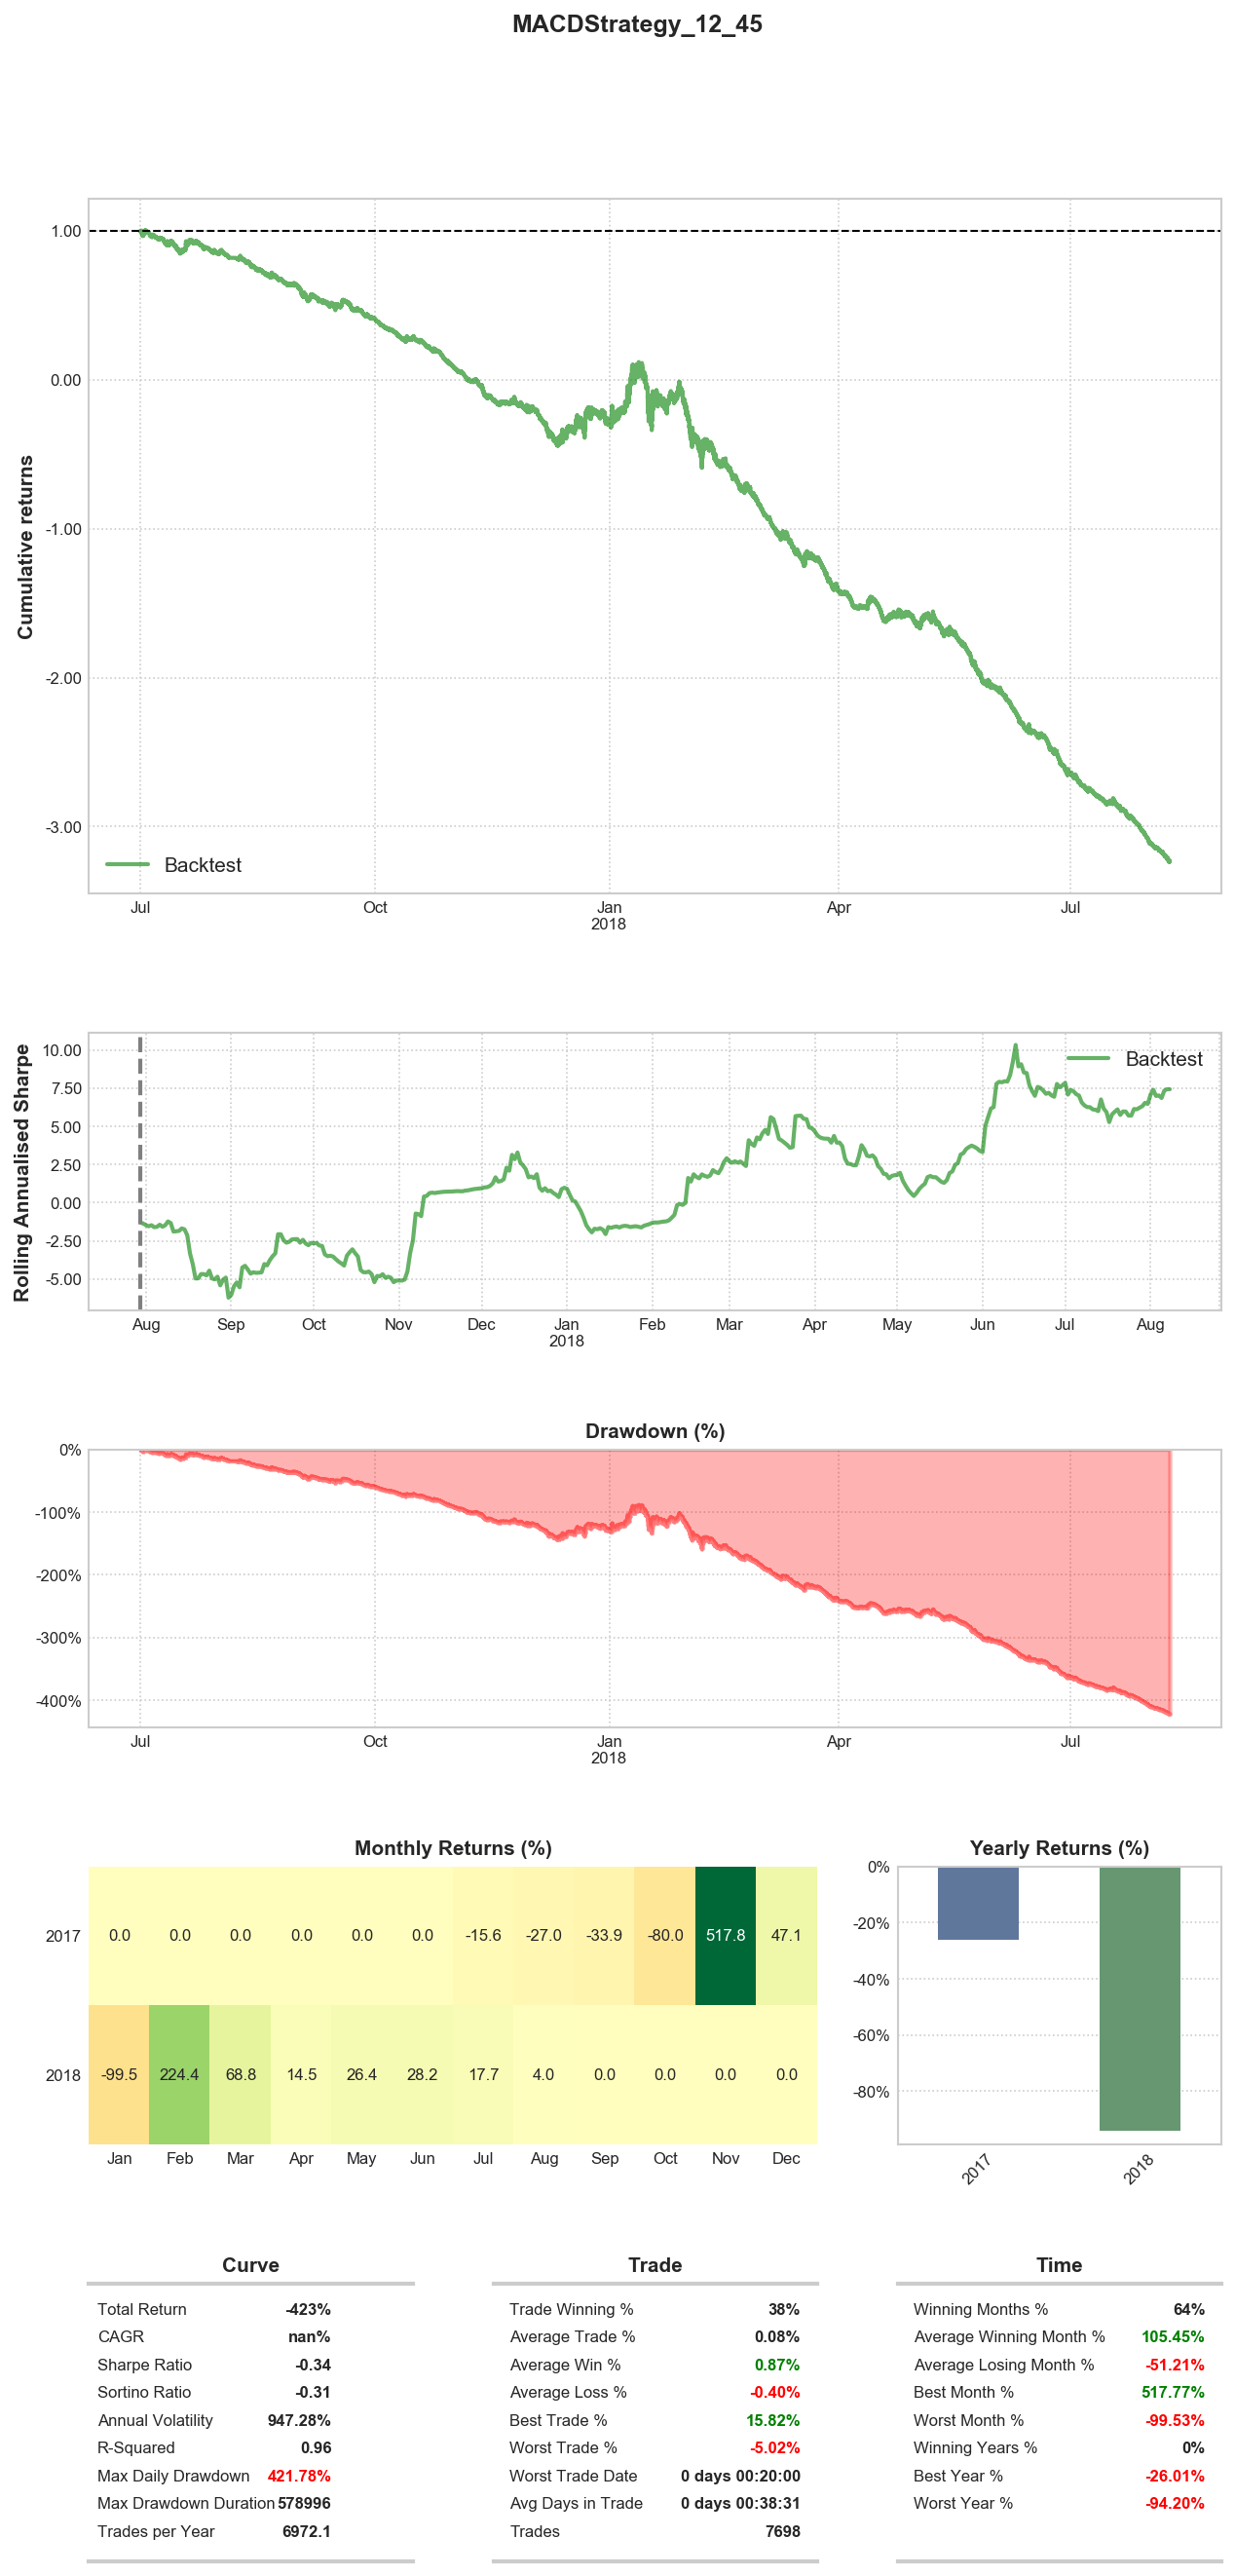 MACDStrategy_12_45
Cumulative returns
1.00
0.00
-1.00
-2.00
-3.00
Backtest
Jul Oct Jan Apr Jul
2018
Rolling Annualised Sharpe
10.00
7.50
5.00
2.50
0.00
-2.50
-5.00
Backtest
Aug Sep Oct Nov Dec Jan Feb Mar Apr May Jun Jul Aug
2018
Drawdown (%)
0%
-100%
-200%
-300%
-400%
Jul Oct Jan Apr Jul
2018
Monthly Returns (%)
2017 0.0 0.0 0.0 0.0 0.0 0.0 -15.6 -27.0 -33.9 -80.0 517.8 47.1
2018 -99.5 224.4 68.8 14.5 26.4 28.2 17.7 4.0 0.0 0.0 0.0 0.0
Jan Feb Mar Apr May Jun Jul Aug Sep Oct Nov Dec
Yearly Returns (%)
0%
-20%
-40%
-60%
-80%
2017 2018
Curve
Total Return -423%
CAGR nan%
Sharpe Ratio -0.34
Sortino Ratio -0.31
Annual Volatility 947.28%
R-Squared 0.96
Max Daily Drawdown 421.78%
Max Drawdown Duration 578996
Trades per Year 6972.1
Trade
Trade Winning % 38%
Average Trade % 0.08%
Average Win % 0.87%
Average Loss % -0.40%
Best Trade % 15.82%
Worst Trade % -5.02%
Worst Trade Date 0 days 00:20:00
Avg Days in Trade 0 days 00:38:31
Trades 7698
Time
Winning Months % 64%
Average Winning Month % 105.45%
Average Losing Month % -51.21%
Best Month % 517.77%
Worst Month % -99.53%
Winning Years % 0%
Best Year % -26.01%
Worst Year % -94.20%